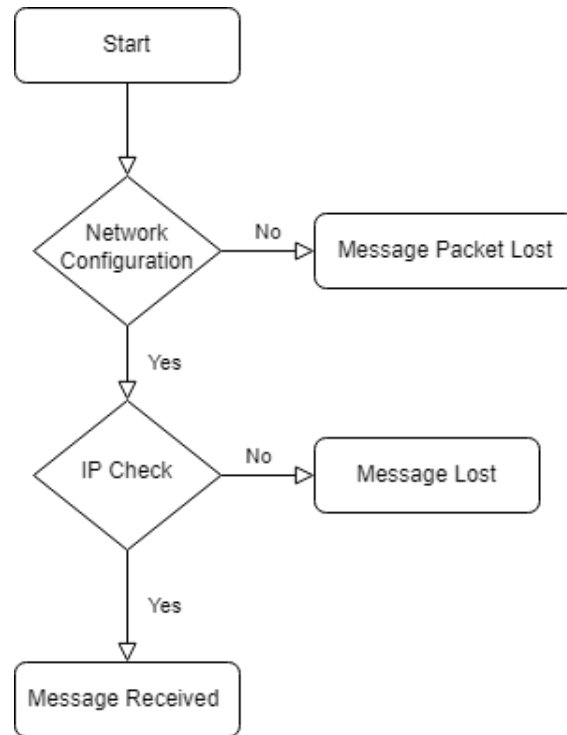 Start
Network
Configuration
No
Message Packet Lost
Yes
IP Check
No
Message Lost
Yes
Message Received